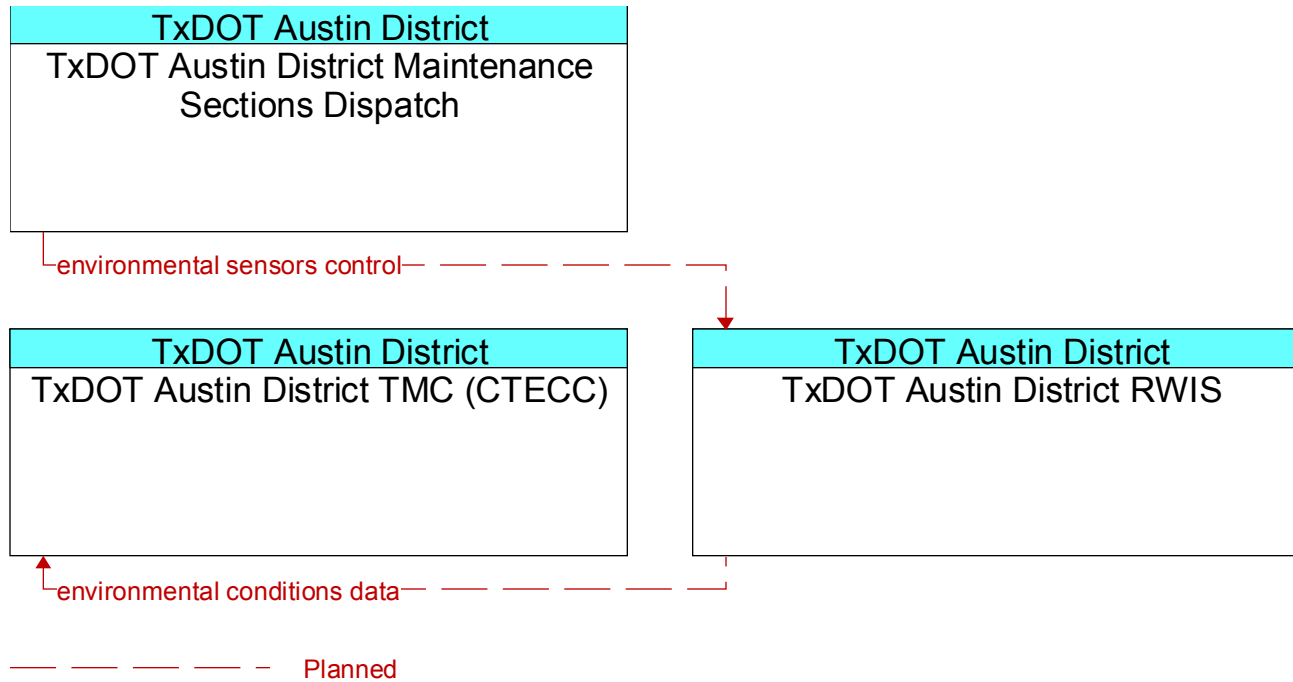 TxDOT Austin District
TxDOT Austin District Maintenance
Sections Dispatch
environmental sensors control
TxDOT Austin District
TxDOT Austin District TMC (CTECC)
TxDOT Austin District
TxDOT Austin District RWIS
environmental conditions data
Planned